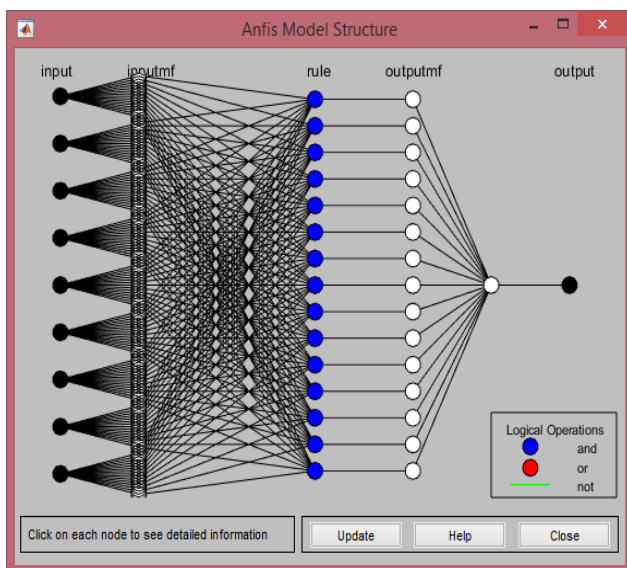 Anfis Model Structure
input inputmf rule outputmf output
Logical Operations
and
or
not
Click on each node to see detailed information
Update Help Close